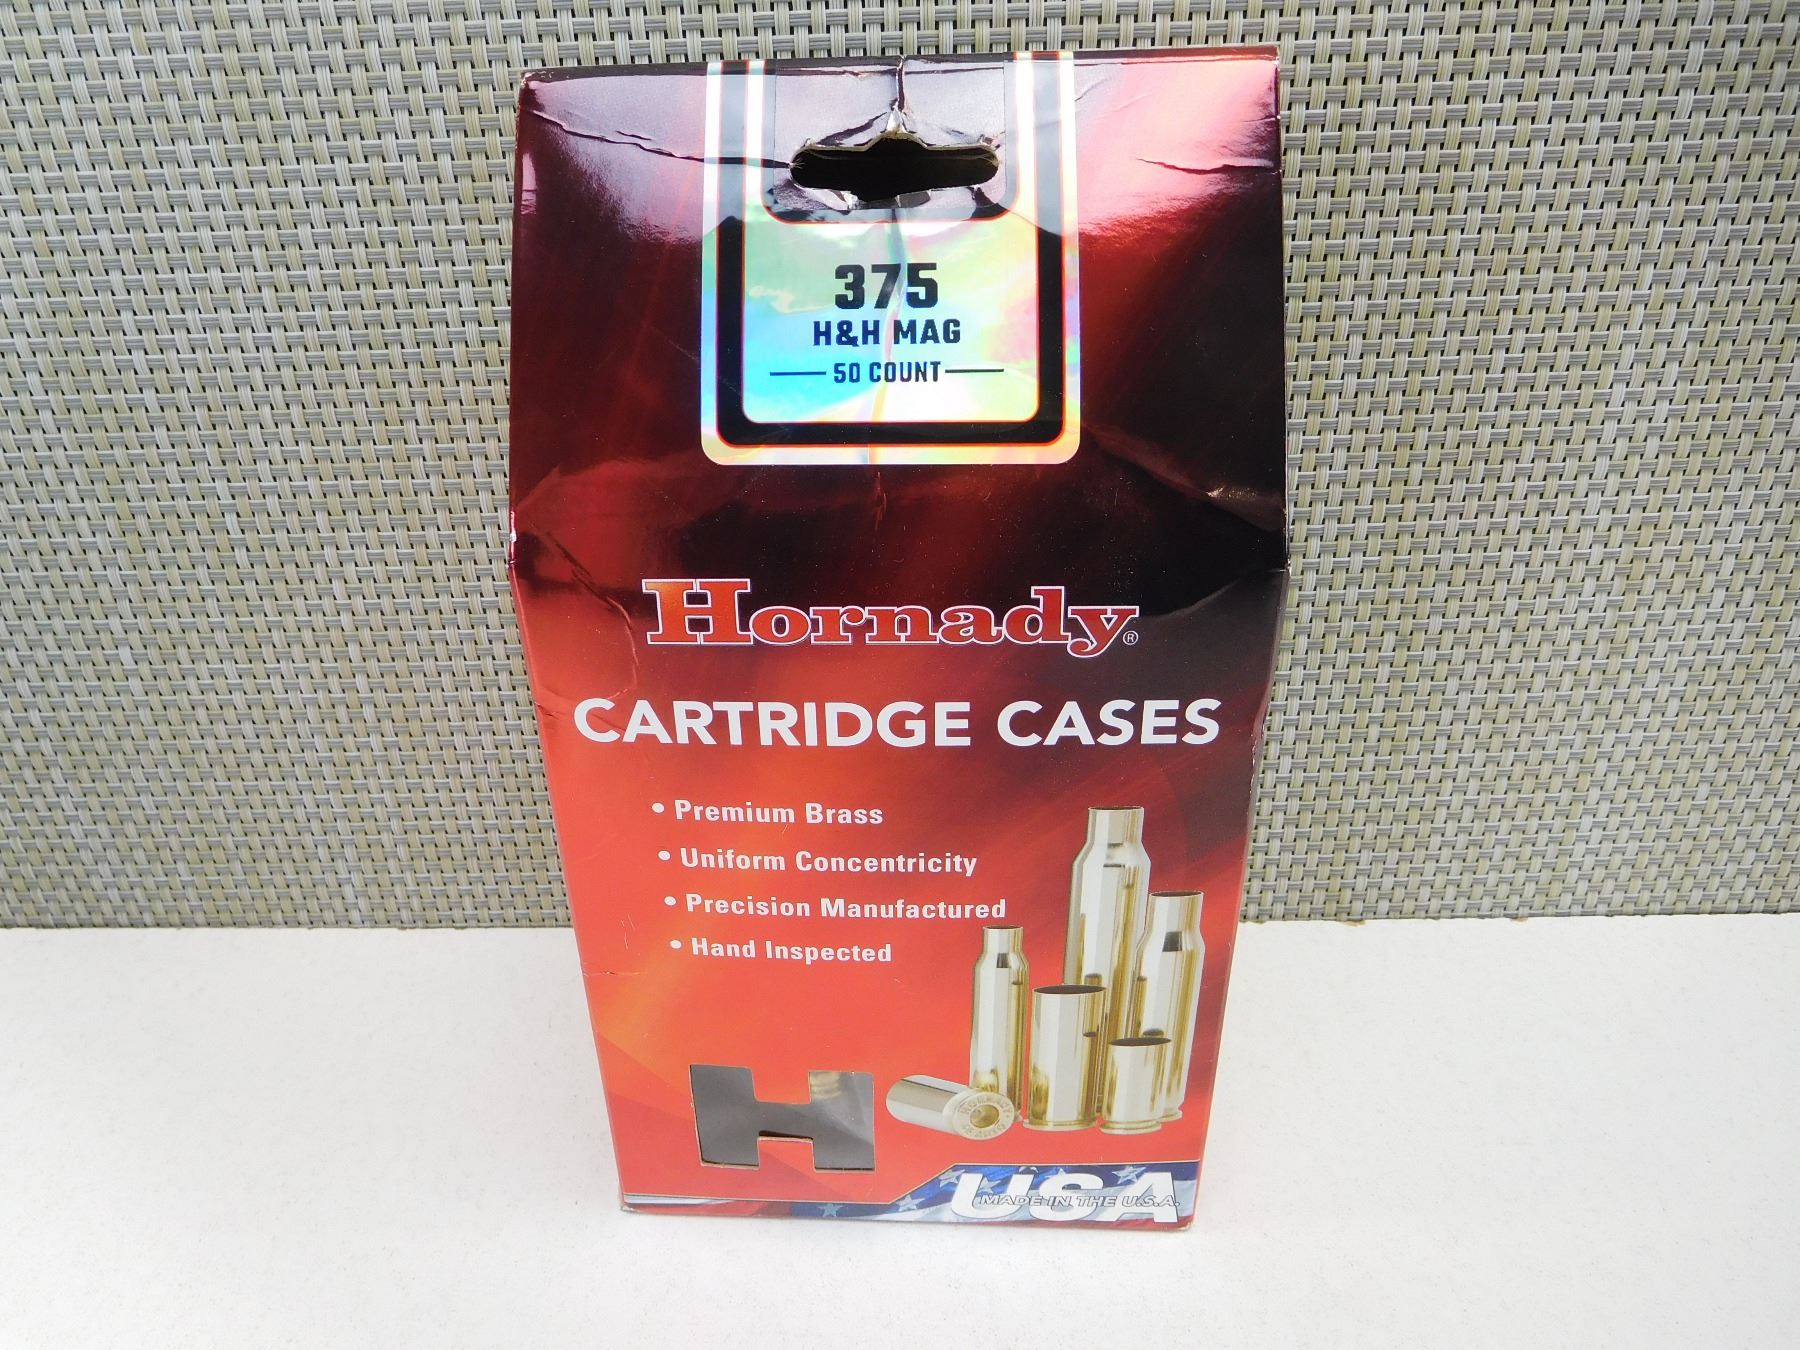 375
H&H MAG
50 COUNT
Hornady®
CARTRIDGE CASES
• Premium Brass
• Uniform Concentricity
• Precision Manufactured
• Hand Inspected
HORNADY
USA
MADE IN THE U.S.A.